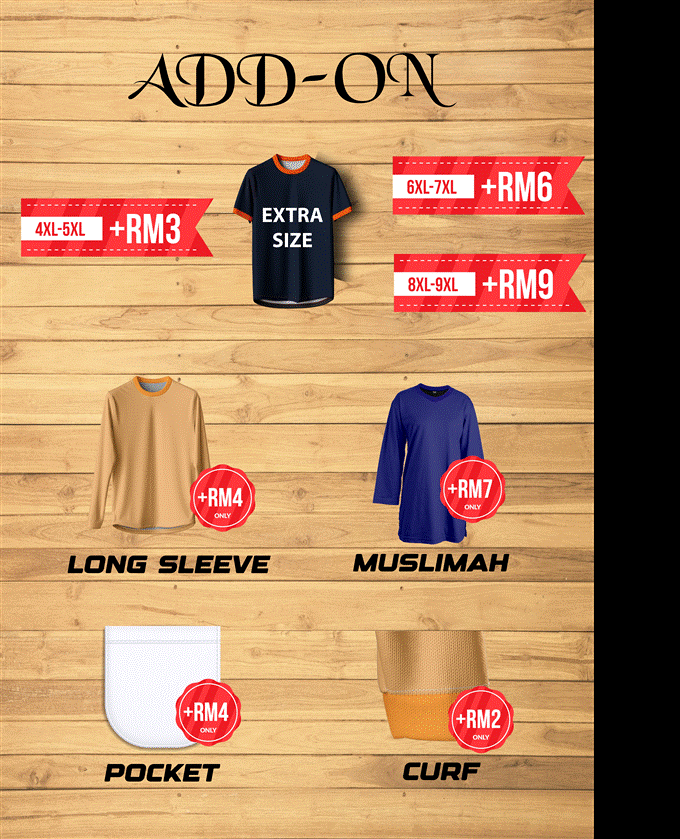 ADD-ON
4XL-5XL +RM3
EXTRA
SIZE
6XL-7XL +RM6
8XL-9XL +RM9
+RM4
ONLY
LONG SLEEVE
+RM7
ONLY
MUSLIMAH
+RM4
ONLY
POCKET
+RM2
ONLY
CURF